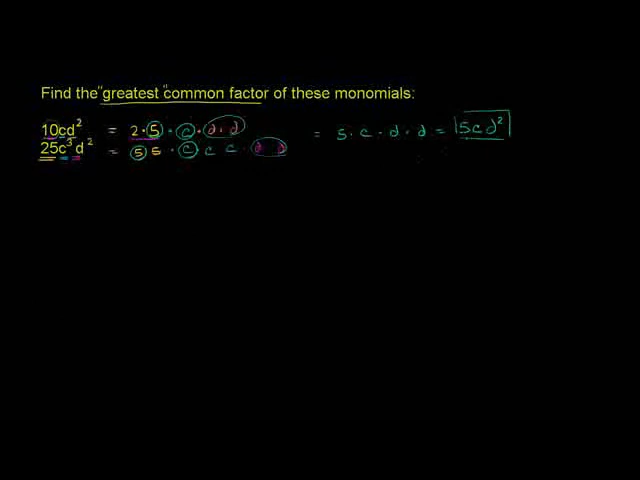 Find the "greatest common factor of these monomials:
10cd² = 2·5·c·d·d = 5·c·d·d = 5cd²
25c³d² = 5 5·c·c c·d d